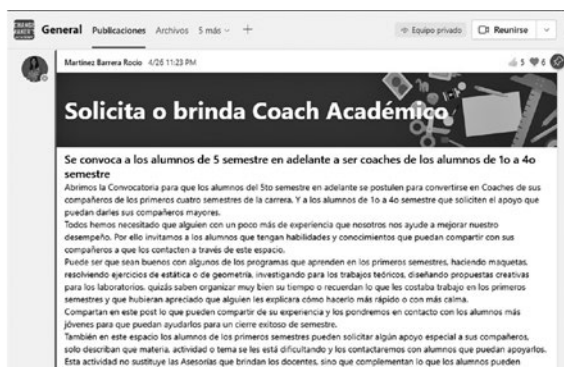 General Publicaciones Archivos 5 más +
Equipo privado
Reunirse
Martínez Barrera Rocio 4/26 11:23 PM
5 6
Solicita o brinda Coach Académico
Se convoca a los alumnos de 5 semestre en adelante a ser coaches de los alumnos de 1o a 4o
semestre
Abrimos la Convocatoria para que los alumnos del 5to semestre en adelante se postulen para convertirse en Coaches de sus
compañeros de los primeros cuatro semestres de la carrera. Y a los alumnos de 1o a 4o semestre que soliciten el apoyo que
puedan darles sus compañeros mayores.
Todos hemos necesitado que alguien con un poco más de experiencia que nosotros nos ayude a mejorar nuestro
desempeño. Por ello invitamos a los alumnos que tengan habilidades y conocimientos que puedan compartir con sus
compañeros a que los contacten a través de este espacio.
Puede ser que sean buenos con algunos de los programas que aprenden en los primeros semestres, haciendo maquetas,
resolviendo ejercicios de estática o de geometría, investigando para los trabajos teóricos, diseñando propuestas creativas
para los laboratorios, quizás saben organizar muy bien su tiempo o recuerdan lo que les costaba trabajo en los primeros
semestres y que hubieran apreciado que alguien les explicara cómo hacerlo más rápido o con más calma.
Compartan en este post lo que pueden compartir de su experiencia y los pondremos en contacto con los alumnos más
jóvenes para que puedan ayudarlos para un cierre exitoso de semestre.
También en este espacio los alumnos de los primeros semestres pueden solicitar algún apoyo especial a sus compañeros,
solo describan que materia, actividad o tema se les está dificultando y los contactaremos con alumnos que puedan apoyarlos.
Esta actividad no sustituye las Asesorías que brindan los docentes, sino que complementan lo que los alumnos pueden